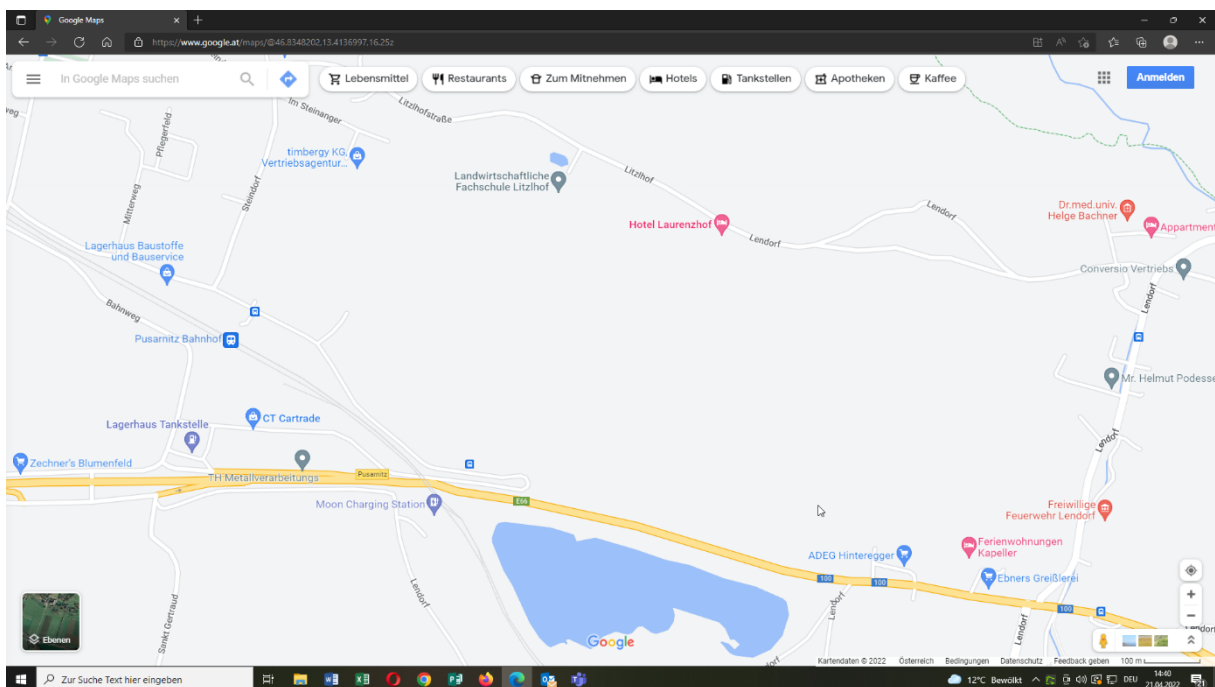 Google Maps
https://www.google.at/maps/@46.8348202,13.4136997,16.25z
In Google Maps suchen
Lebensmittel
Restaurants
Zum Mitnehmen
Hotels
Tankstellen
Apotheken
Kaffee
Anmelden
Im Steinanger
Litzlhofstraße
Pflegerfeld
timbergy KG,
Vertriebsagentur...
Landwirtschaftliche
Fachschule Litzlhof
Litzlhof
Mitterweg
Steindorf
Hotel Laurenzhof
Lendorf
Lendorf
Dr.med.univ.
Helge Bachner
Appartment
Lagerhaus Baustoffe
und Bauservice
Conversio Vertriebs
Lendorf
Bahnweg
Pusarnitz Bahnhof
Mr. Helmut Podesse
CT Cartrade
Lagerhaus Tankstelle
Lendorf
Zechner's Blumenfeld
TH Metallverarbeitungs
Pusarnitz
Moon Charging Station
E66
Freiwillige
Feuerwehr Lendorf
Ferienwohnungen
Kapeller
ADEG Hinteregger
Ebners Greißlerei
100
100
100
Lendorf
Lendorf
Lendorf
Sankt Gertraud
Ebenen
Google
Kartendaten © 2022 Österreich Bedingungen Datenschutz Feedback geben 100 m
Zur Suche Text hier eingeben
12°C Bewölkt
DEU
14:40
21.04.2022
21